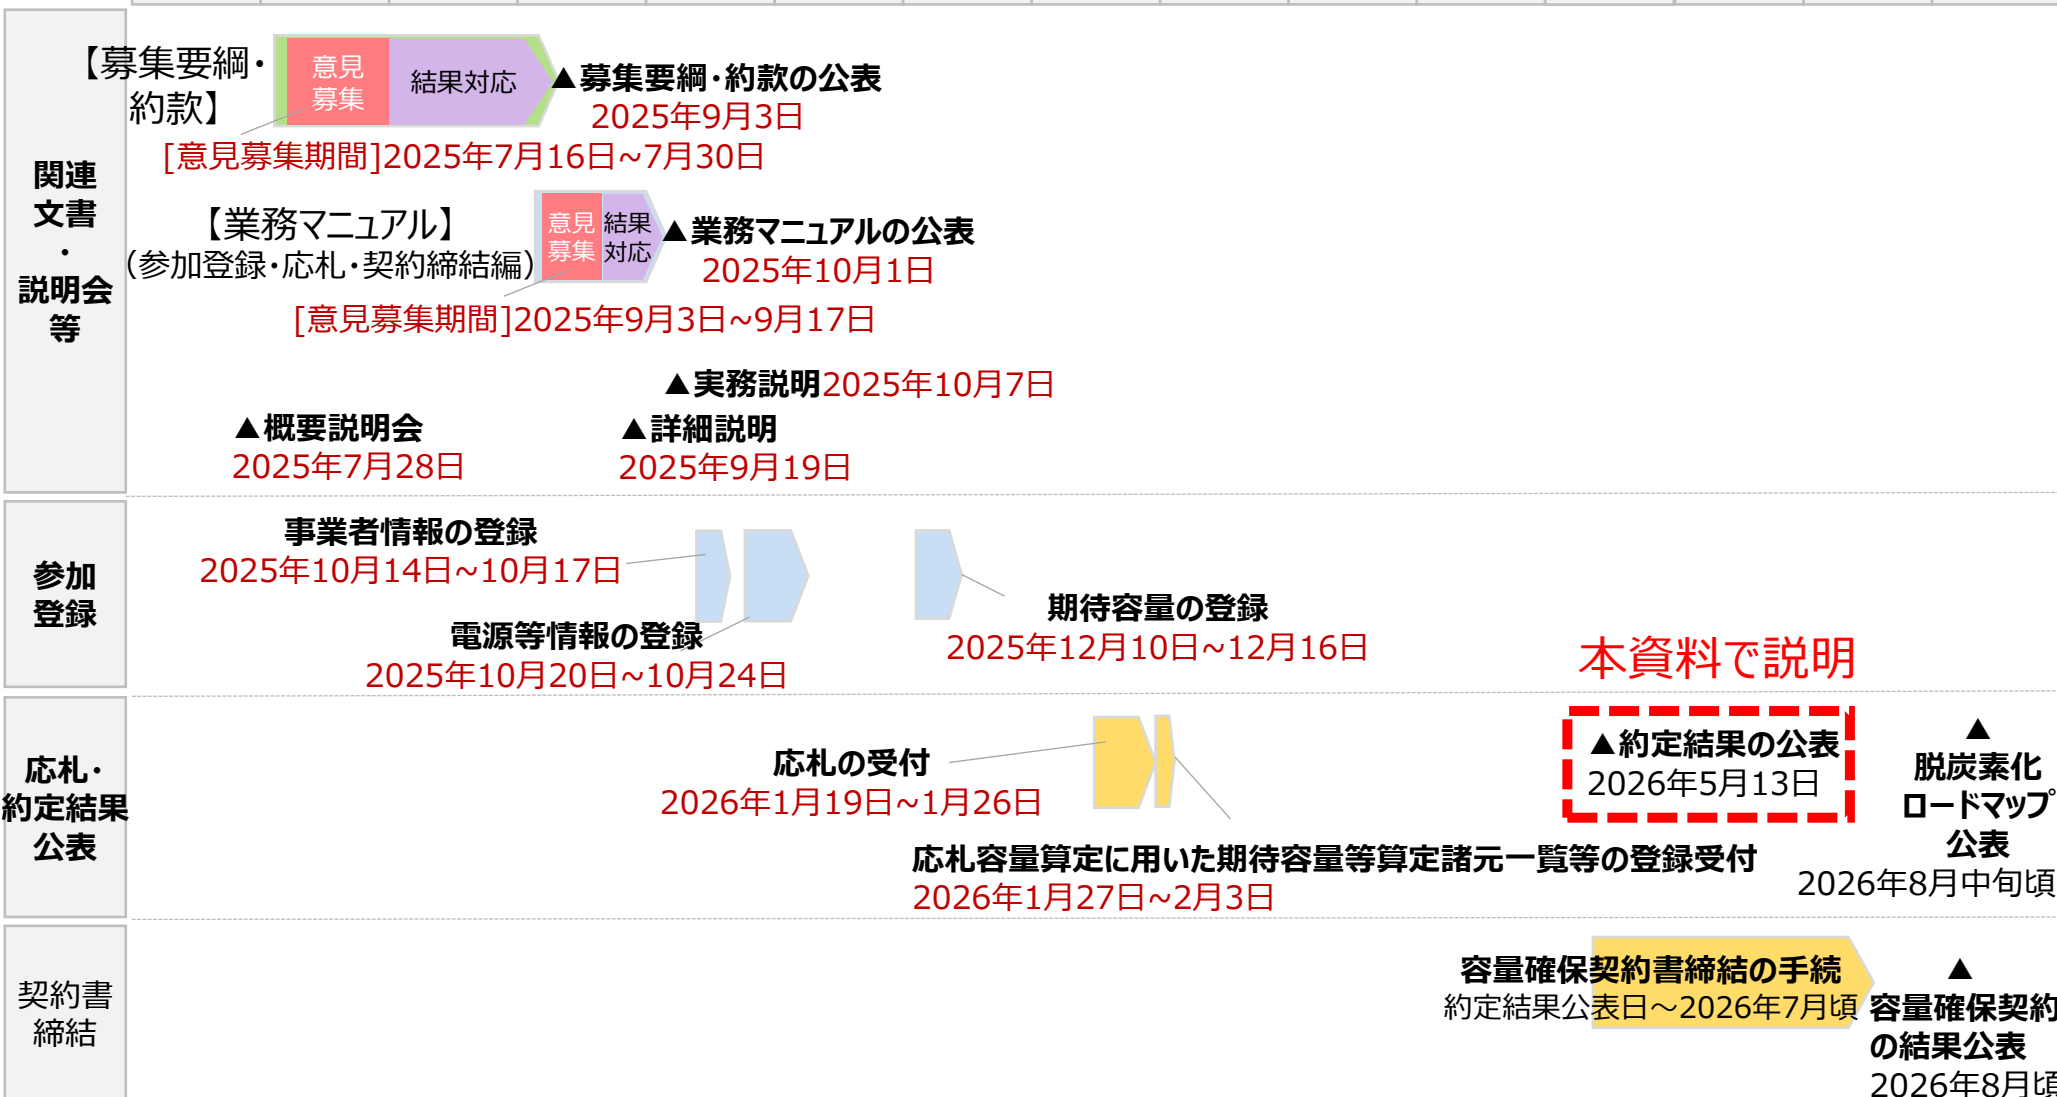 関連
文書
・
説明会
等
【募集要綱・
約款】
意見
募集
結果対応
▲募集要綱・約款の公表
2025年9月3日
[意見募集期間]2025年7月16日~7月30日
【業務マニュアル】
（参加登録・応札・契約締結編）
意見
募集
結果
対応
▲業務マニュアルの公表
2025年10月1日
[意見募集期間]2025年9月3日~9月17日
▲実務説明2025年10月7日
▲概要説明会
2025年7月28日
▲詳細説明
2025年9月19日
参加
登録
事業者情報の登録
2025年10月14日~10月17日
電源等情報の登録
2025年10月20日~10月24日
期待容量の登録
2025年12月10日~12月16日
本資料で説明
応札・
約定結果
公表
応札の受付
2026年1月19日~1月26日
応札容量算定に用いた期待容量等算定諸元一覧等の登録受付
2026年1月27日~2月3日
▲約定結果の公表
2026年5月13日
▲
脱炭素化
ロードマップ
公表
2026年8月中旬頃
契約書
締結
容量確保契約書締結の手続
約定結果公表日～2026年7月頃
▲
容量確保契約
の結果公表
2026年8月頃